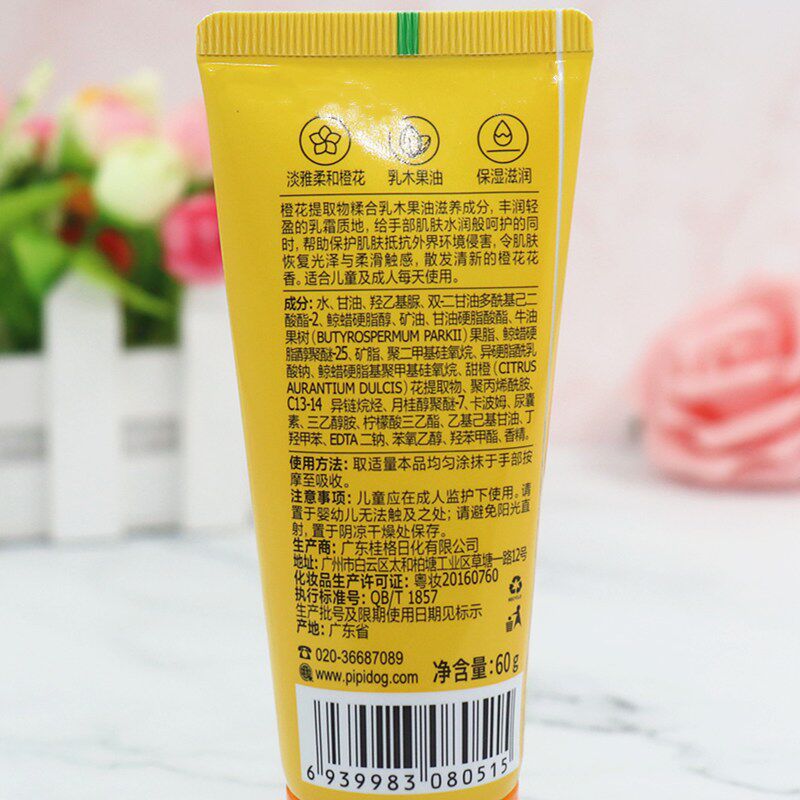 淡雅柔和橙花 乳木果油 保湿滋润
橙花提取物糅合乳木果油滋养成分，丰润轻
盈的乳霜质地，给手部肌肤水润般呵护的同
时，帮助保护肌肤抵抗外界环境侵害，令肌肤
恢复光泽与柔滑触感，散发清新的橙花花
香。适合儿童及成人每天使用。
成分：水、甘油、羟乙基脲、双-二甘油多酰基己二
酸酯-2、鲸蜡硬脂醇、矿油、甘油硬脂酸酯、牛油
果树（BUTYROSPERMUM PARKII）果脂、鲸蜡硬
脂醇聚醚-25、矿脂、聚二甲基硅氧烷、异硬脂酰乳
酸钠、鲸蜡硬脂基聚甲基硅氧烷、甜橙（CITRUS
AURANTIUM DULCIS）花提取物、聚丙烯酰胺、
C13-14 异链烷烃、月桂醇聚醚-7、卡波姆、尿囊
素、三乙醇胺、柠檬酸三乙酯、乙基己基甘油、丁
羟甲苯、EDTA 二钠、苯氧乙醇、羟苯甲酯、香精。
使用方法：取适量本品均匀涂抹于手部按
摩至吸收。
注意事项：儿童应在成人监护下使用。请
置于婴幼儿无法触及之处；请避免阳光直
射，置于阴凉干燥处保存。
生产商：广东桂格日化有限公司
地址：广州市白云区太和柏塘工业区草塘一路12号
化妆品生产许可证：粤妆20160760
执行标准号：QB/T 1857
生产批号及限期使用日期见标示
产地：广东省
RECYCLE
020-36687089
www.pipidog.com
净含量：60g
6 939983 080515